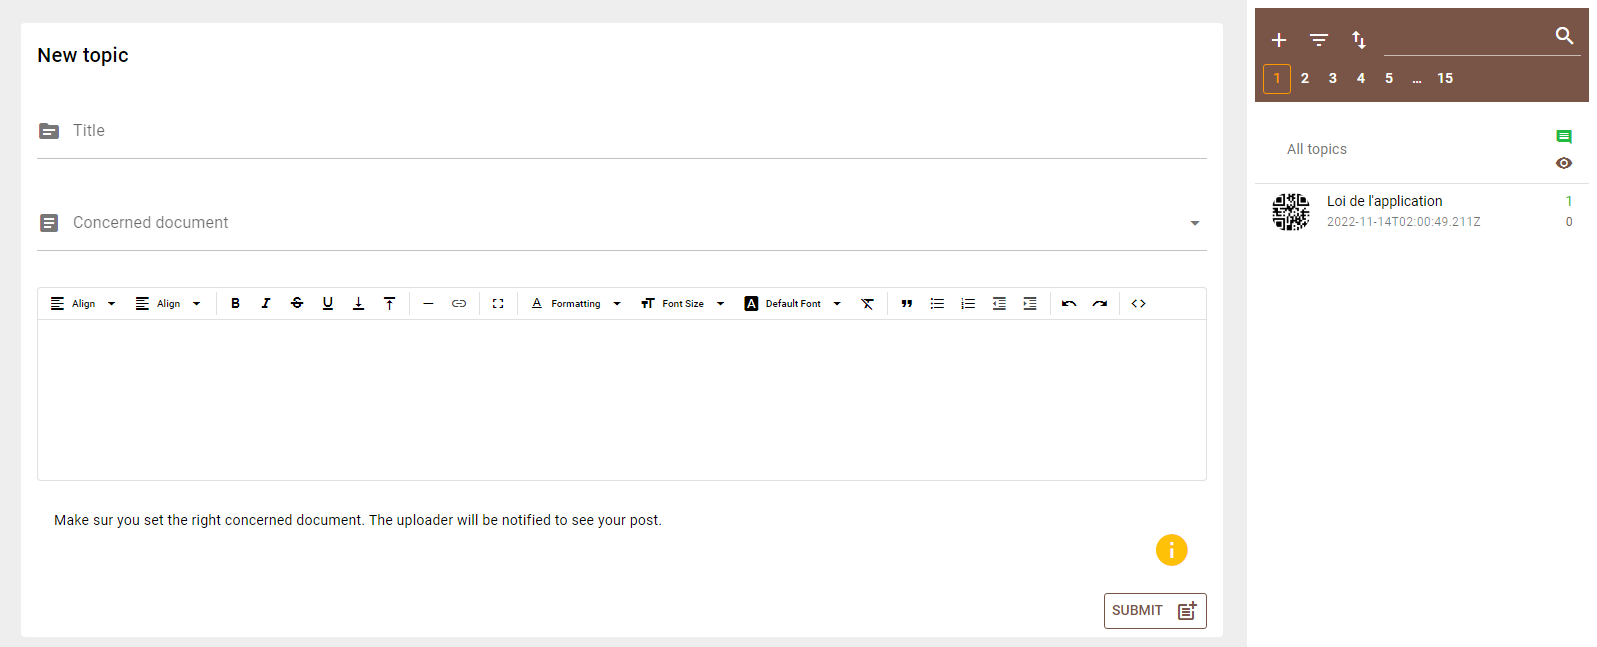 New topic
Title
Concerned document
Align Align B I S U Formatting Font Size A Default Font
Make sur you set the right concerned document. The uploader will be notified to see your post.
SUBMIT
1 2 3 4 5 ... 15
All topics
Loi de l'application 1
2022-11-14T02:00:49.211Z 0